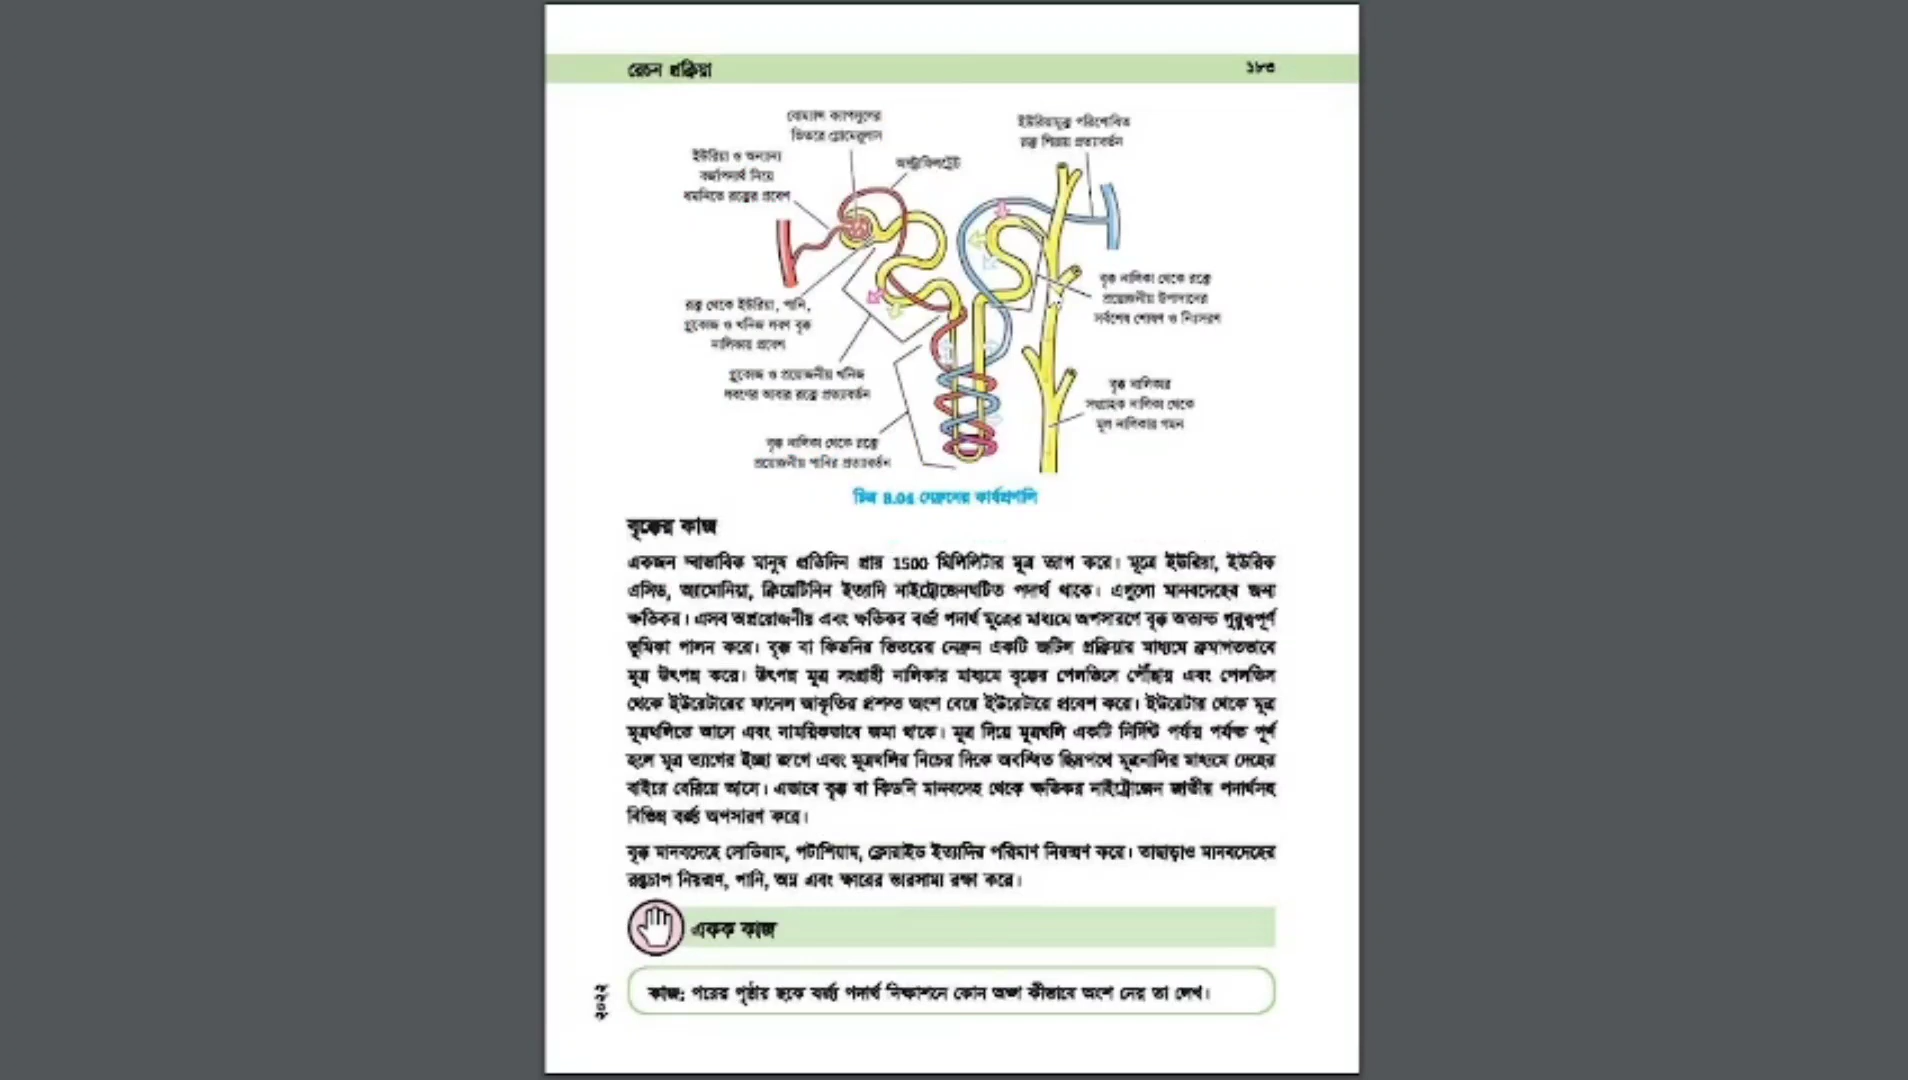 রেচন প্রক্রিয়া
১৮৩
বোম্যান্স ক্যাপসুলের
ভিতরে গ্লোমেরুলাস
ইউরিয়ামুক্ত পরিশোধিত
রক্ত শিরায় প্রত্যাবর্তন
ইউরিয়া ও অন্যান্য
বর্জ্যপদার্থ নিয়ে
ধমনিতে রক্তের প্রবেশ
আল্ট্রাফিলট্রেট
বৃক্ক নালিকা থেকে রক্তে
প্রয়োজনীয় উপাদানের
সর্বশেষ শোষণ ও নিঃসরণ
রক্ত থেকে ইউরিয়া, পানি,
গ্লুকোজ ও খনিজ লবণ বৃক্ক
নালিকায় প্রবেশ
গ্লুকোজ ও প্রয়োজনীয় খনিজ
লবণের আবার রক্তে প্রত্যাবর্তন
বৃক্ক নালিকার
সংগ্রাহক নালিকা থেকে
মূল নালিকায় গমন
বৃক্ক নালিকা থেকে রক্তে
প্রয়োজনীয় পানির প্রত্যাবর্তন
চিত্র 8.04 নেফ্রনের কার্যপ্রণালি
বৃক্কের কাজ
একজন স্বাভাবিক মানুষ প্রতিদিন প্রায় 1500 মিলিলিটার মূত্র ত্যাগ করে। মূত্রে ইউরিয়া, ইউরিক
এসিড, অ্যামোনিয়া, ক্রিয়েটিনিন ইত্যাদি নাইট্রোজেনঘটিত পদার্থ থাকে। এগুলো মানবদেহের জন্য
ক্ষতিকর। এসব অপ্রয়োজনীয় এবং ক্ষতিকর বর্জ্য পদার্থ মূত্রের মাধ্যমে অপসারণে বৃক্ক অত্যন্ত গুরুত্বপূর্ণ
ভূমিকা পালন করে। বৃক্ক বা কিডনির ভিতরের নেফ্রন একটি জটিল প্রক্রিয়ার মাধ্যমে ক্রমাগতভাবে
মূত্র উৎপন্ন করে। উৎপন্ন মূত্র সংগ্রাহী নালিকার মাধ্যমে বৃক্কের পেলভিসে পৌঁছায় এবং পেলভিস
থেকে ইউরেটারের ফানেল আকৃতির প্রশস্ত অংশ বেয়ে ইউরেটারে প্রবেশ করে। ইউরেটার থেকে মূত্র
মূত্রথলিতে আসে এবং সাময়িকভাবে জমা থাকে। মূত্র দিয়ে মূত্রথলি একটি নির্দিষ্ট পর্যায় পর্যন্ত পূর্ণ
হলে মূত্র ত্যাগের ইচ্ছা জাগে এবং মূত্রথলির নিচের দিকে অবস্থিত ছিদ্রপথে মূত্রনালির মাধ্যমে দেহের
বাইরে বেরিয়ে আসে। এভাবে বৃক্ক বা কিডনি মানবদেহ থেকে ক্ষতিকর নাইট্রোজেন জাতীয় পদার্থসহ
বিভিন্ন বর্জ্য অপসারণ করে।
বৃক্ক মানবদেহে সোডিয়াম, পটাশিয়াম, ক্লোরাইড ইত্যাদির পরিমাণ নিয়ন্ত্রণ করে। তাছাড়াও মানবদেহের
রক্তচাপ নিয়ন্ত্রণ, পানি, অম্ল এবং ক্ষারের ভারসাম্য রক্ষা করে।
একক কাজ
কাজ: পরের পৃষ্ঠার ছকে বর্জ্য পদার্থ নিষ্কাশনে কোন অঙ্গ কীভাবে অংশ নেয় তা লেখ।
২০২২